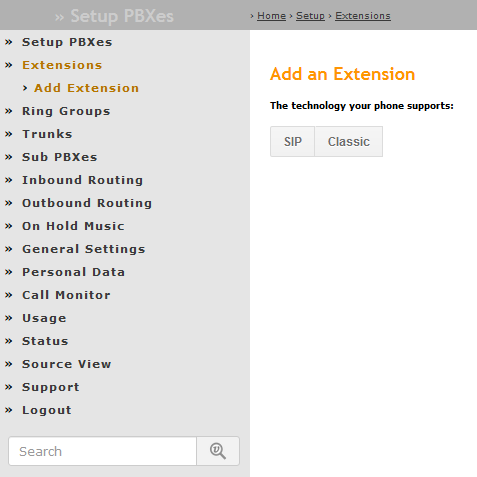 » Setup PBXes
› Home › Setup › Extensions
» Setup PBXes
» Extensions
› Add Extension
» Ring Groups
» Trunks
» Sub PBXes
» Inbound Routing
» Outbound Routing
» On Hold Music
» General Settings
» Personal Data
» Call Monitor
» Usage
» Status
» Source View
» Support
» Logout
Search
Add an Extension
The technology your phone supports:
SIP Classic